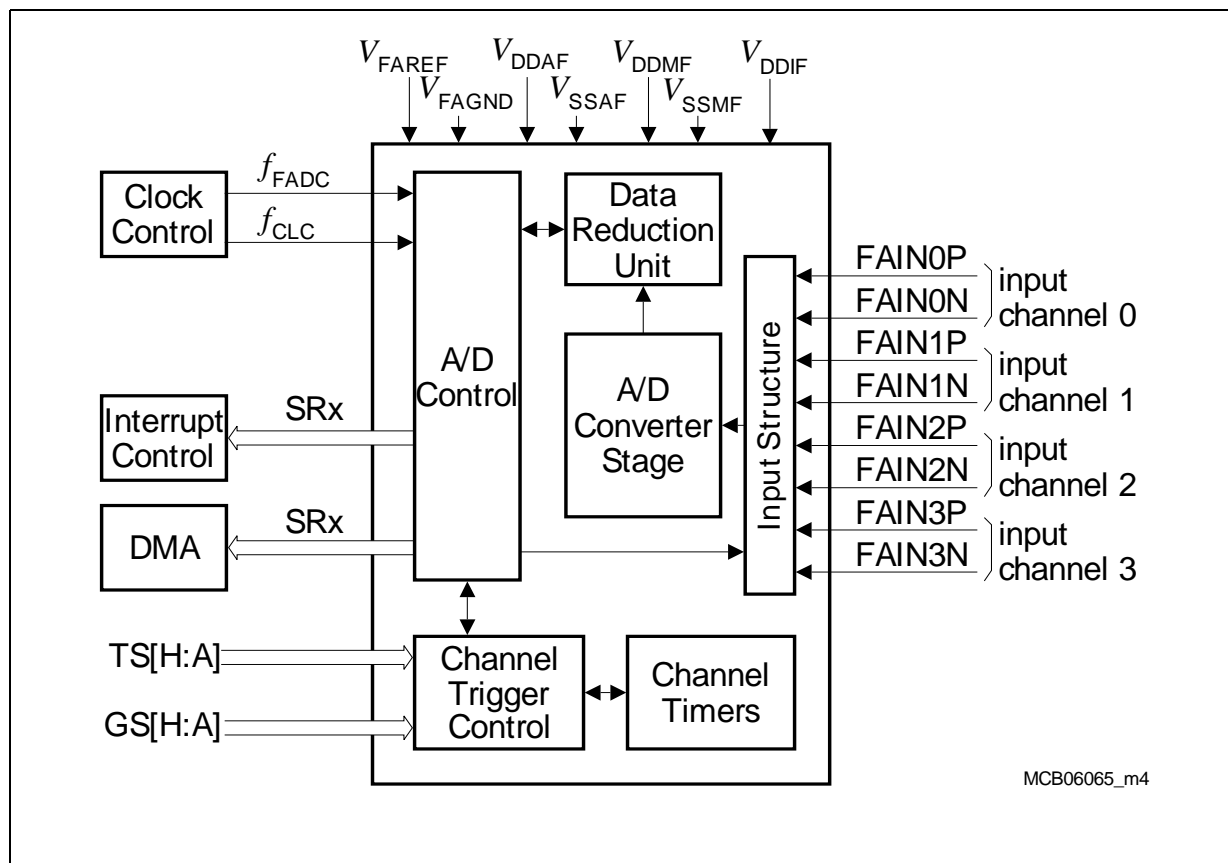 VFAREF
VDDAF
VDDMF
VDDIF
VFAGND
VSSAF
VSSMF
Clock
Control
fFADC
fCLC
A/D
Control
Data
Reduction
Unit
A/D
Converter
Stage
Input Structure
FAIN0P
FAIN0N
input
channel 0
FAIN1P
FAIN1N
input
channel 1
FAIN2P
FAIN2N
input
channel 2
FAIN3P
FAIN3N
input
channel 3
Interrupt
Control
SRx
DMA
SRx
TS[H:A]
GS[H:A]
Channel
Trigger
Control
Channel
Timers
MCB06065_m4